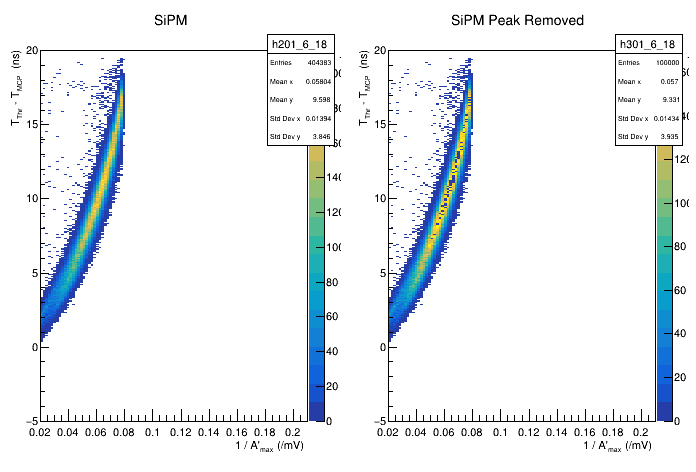 SiPM
h201_6_18
Entries 404383
Mean x 0.05804
Mean y 9.598
Std Dev x 0.01394
Std Dev y 3.846
T_Thr - T_MCP (ns)
20
15
10
5
0
−5
0.02 0.04 0.06 0.08 0.1 0.12 0.14 0.16 0.18 0.2
1 / A'_max (/mV)
140
80
60
40
20
0
SiPM Peak Removed
h301_6_18
Entries 100000
Mean x 0.057
Mean y 9.331
Std Dev x 0.01434
Std Dev y 3.935
T_Thr - T_MCP (ns)
20
15
10
5
0
−5
0.02 0.04 0.06 0.08 0.1 0.12 0.14 0.16 0.18 0.2
1 / A'_max (/mV)
120
100
80
60
40
20
0